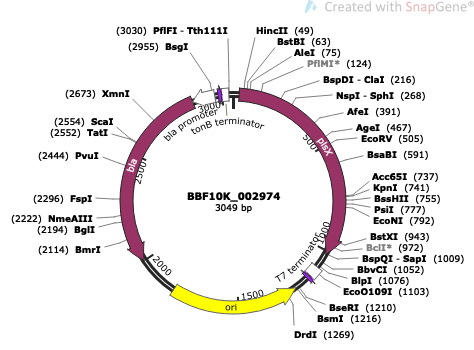 Created with SnapGene®
(3030) PflFI - Tth111I
(2955) BsgI
HincII (49)
BstBI (63)
AleI (75)
PflMI* (124)
BspDI - ClaI (216)
NspI - SphI (268)
AfeI (391)
AgeI (467)
EcoRV (505)
BsaBI (591)
Acc65I (737)
KpnI (741)
BssHII (755)
PsiI (777)
EcoNI (792)
BstXI (943)
BclI* (972)
BspQI - SapI (1009)
BbvCI (1052)
BlpI (1076)
EcoO109I (1103)
BseRI (1210)
BsmI (1216)
DrdI (1269)
(2673) XmnI
(2554) ScaI
(2552) TatI
(2444) PvuI
(2296) FspI
(2222) NmeAIII
(2194) BglI
(2114) BmrI
bla promoter
tonB terminator
plsX
bla
T7 terminator
ori
500
1000
1500
2000
2500
3000
BBF10K_002974
3049 bp